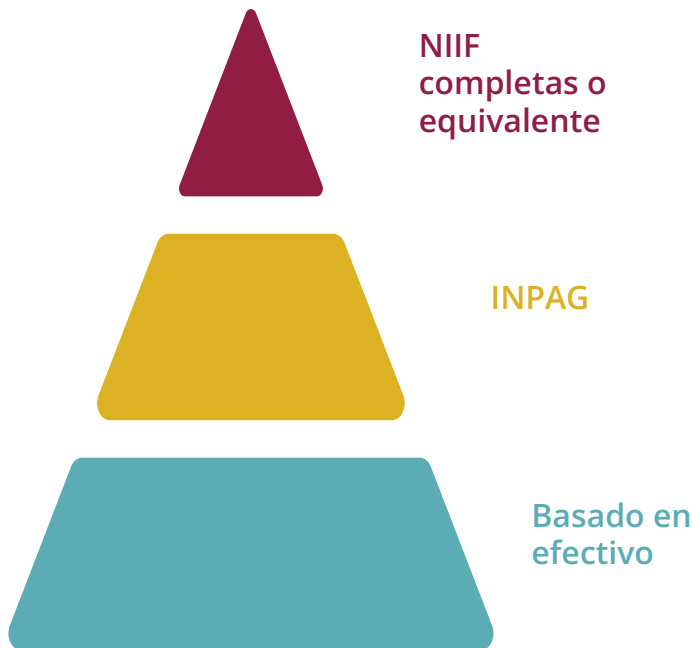 NIIF
completas o
equivalente
INPAG
Basado en
efectivo